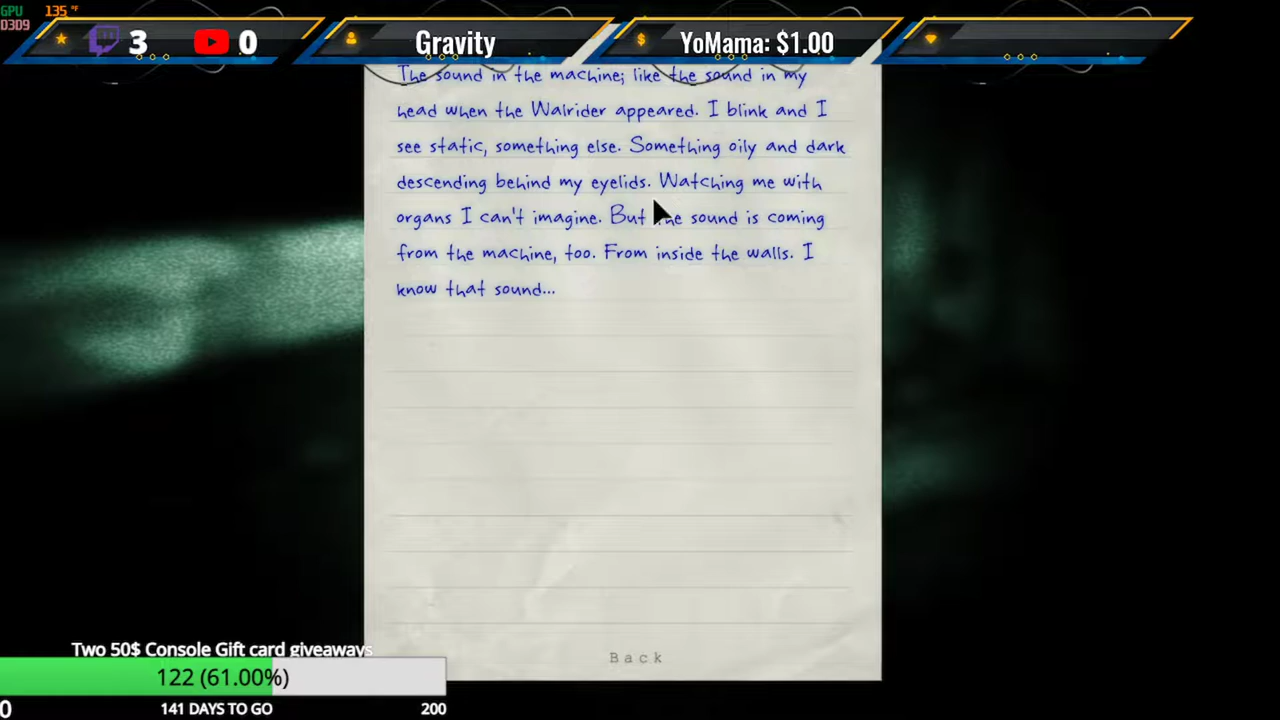 GPU 135 °F
D3D9
3 0 Gravity YoMama: $1.00
The sound in the machine; like the sound in my
head when the Walrider appeared. I blink and I
see static, something else. Something oily and dark
descending behind my eyelids. Watching me with
organs I can't imagine. But the sound is coming
from the machine, too. From inside the walls. I
know that sound...
Back
Two 50$ Console Gift card giveaways
122 (61.00%)
0 141 DAYS TO GO 200